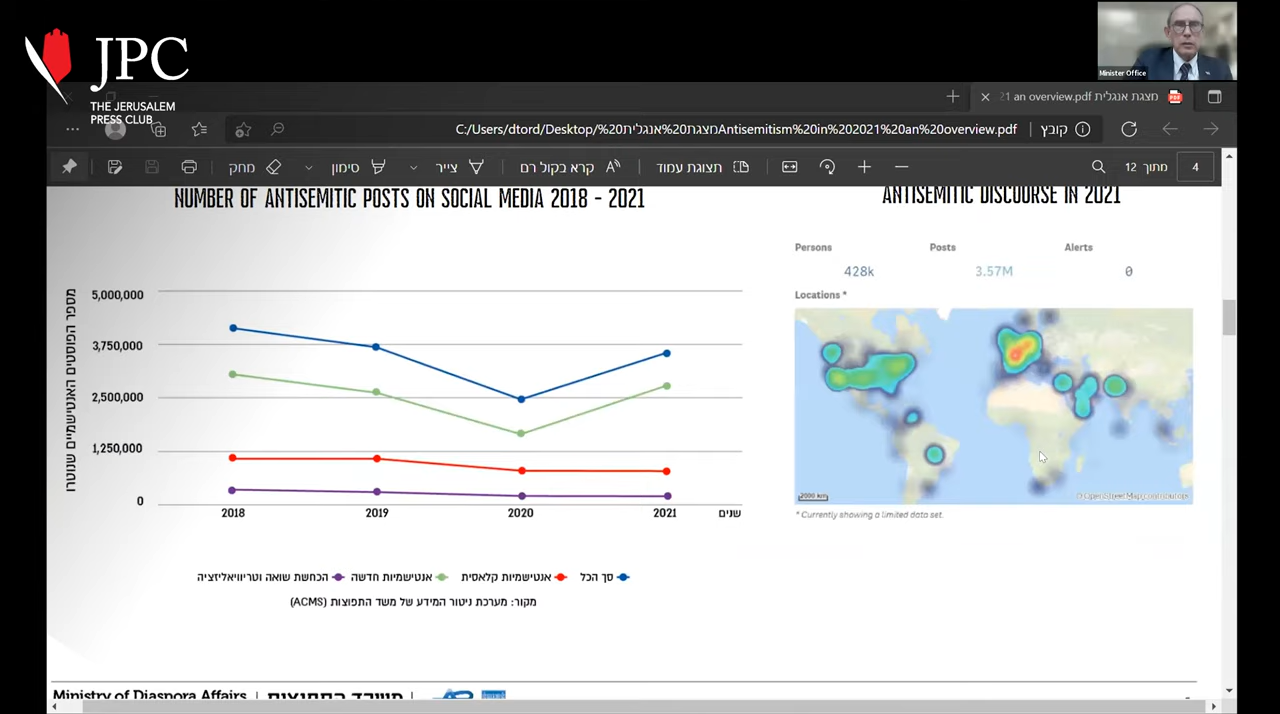 JPC
THE JERUSALEM
PRESS CLUB
Minister Office
21 an overview.pdf מצגת אנגלית
C:/Users/dtord/Desktop/%20מצגת%20אנגלית%20Antisemitism%20in%202021%20an%20overview.pdf
קובץ
מחק
סימון
צייר
קרא בקול רם
תצוגת עמוד
מתוך 12
4
NUMBER OF ANTISEMITIC POSTS ON SOCIAL MEDIA 2018 - 2021
ANTISEMITIC DISCOURSE IN 2021
Persons Posts Alerts
428k 3.57M 0
Locations *
מספר הפוסטים האנטישמיים שנוטרו
5,000,000
3,750,000
2,500,000
1,250,000
0
2018 2019 2020 2021 שנים
2000 km
© OpenStreetMap contributors
* Currently showing a limited data set.
סך הכל אנטישמיות קלאסית אנטישמיות חדשה הכחשת שואה וטריוויאליזציה
מקור: מערכת ניטור המידע של משד התפוצות (ACMS)
Ministry of Diaspora Affairs | משרד התפוצות |